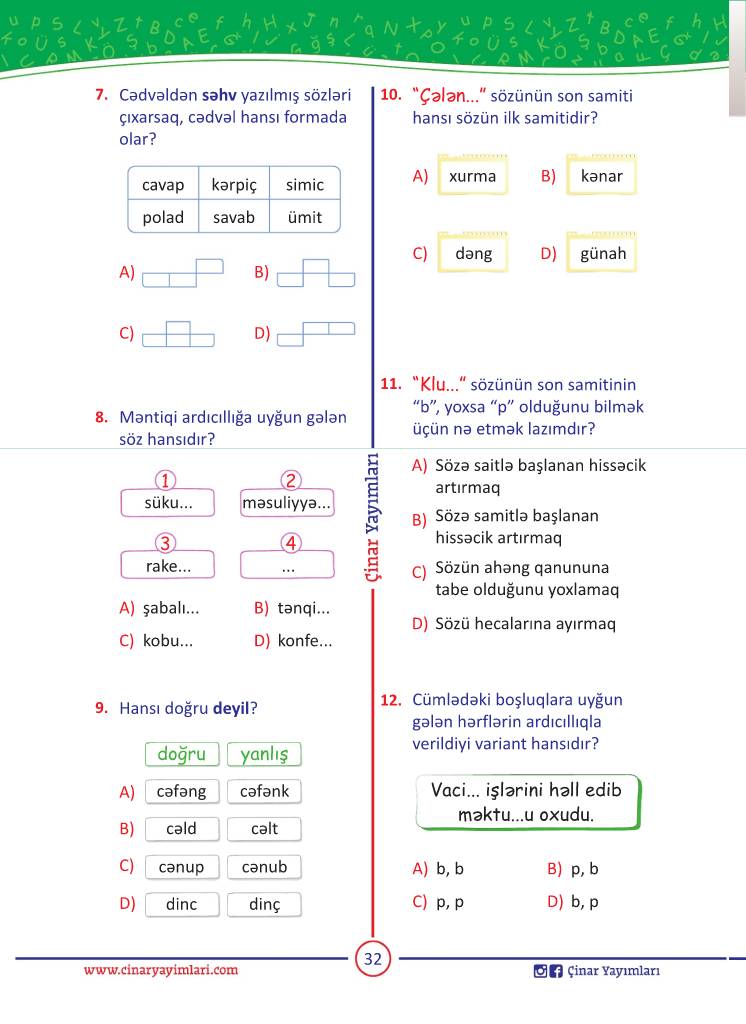 7. Cədvəldən səhv yazılmış sözləri
çıxarsaq, cədvəl hansı formada
olar?
cavap kərpiç simic
polad savab ümit
A) B)
C) D)
8. Məntiqi ardıcıllığa uyğun gələn
söz hansıdır?
1 2
süku... məsuliyyə...
3 4
rake... ...
A) şabalı... B) tənqi...
C) kobu... D) konfe...
9. Hansı doğru deyil?
doğru yanlış
A) cəfəng cəfənk
B) cəld cəlt
C) cənup cənub
D) dinc dinç
Çinar Yayımları
10. "Çələn..." sözünün son samiti
hansı sözün ilk samitidir?
A) xurma B) kənar
C) dəng D) günah
11. "Klu..." sözünün son samitinin
"b", yoxsa "p" olduğunu bilmək
üçün nə etmək lazımdır?
A) Sözə saitlə başlanan hissəcik
artırmaq
B) Sözə samitlə başlanan
hissəcik artırmaq
C) Sözün ahəng qanununa
tabe olduğunu yoxlamaq
D) Sözü hecalarına ayırmaq
12. Cümlədəki boşluqlara uyğun
gələn hərflərin ardıcıllıqla
verildiyi variant hansıdır?
Vaci... işlərini həll edib
məktu...u oxudu.
A) b, b B) p, b
C) p, p D) b, p
www.cinaryayimlari.com
32
Çinar Yayımları